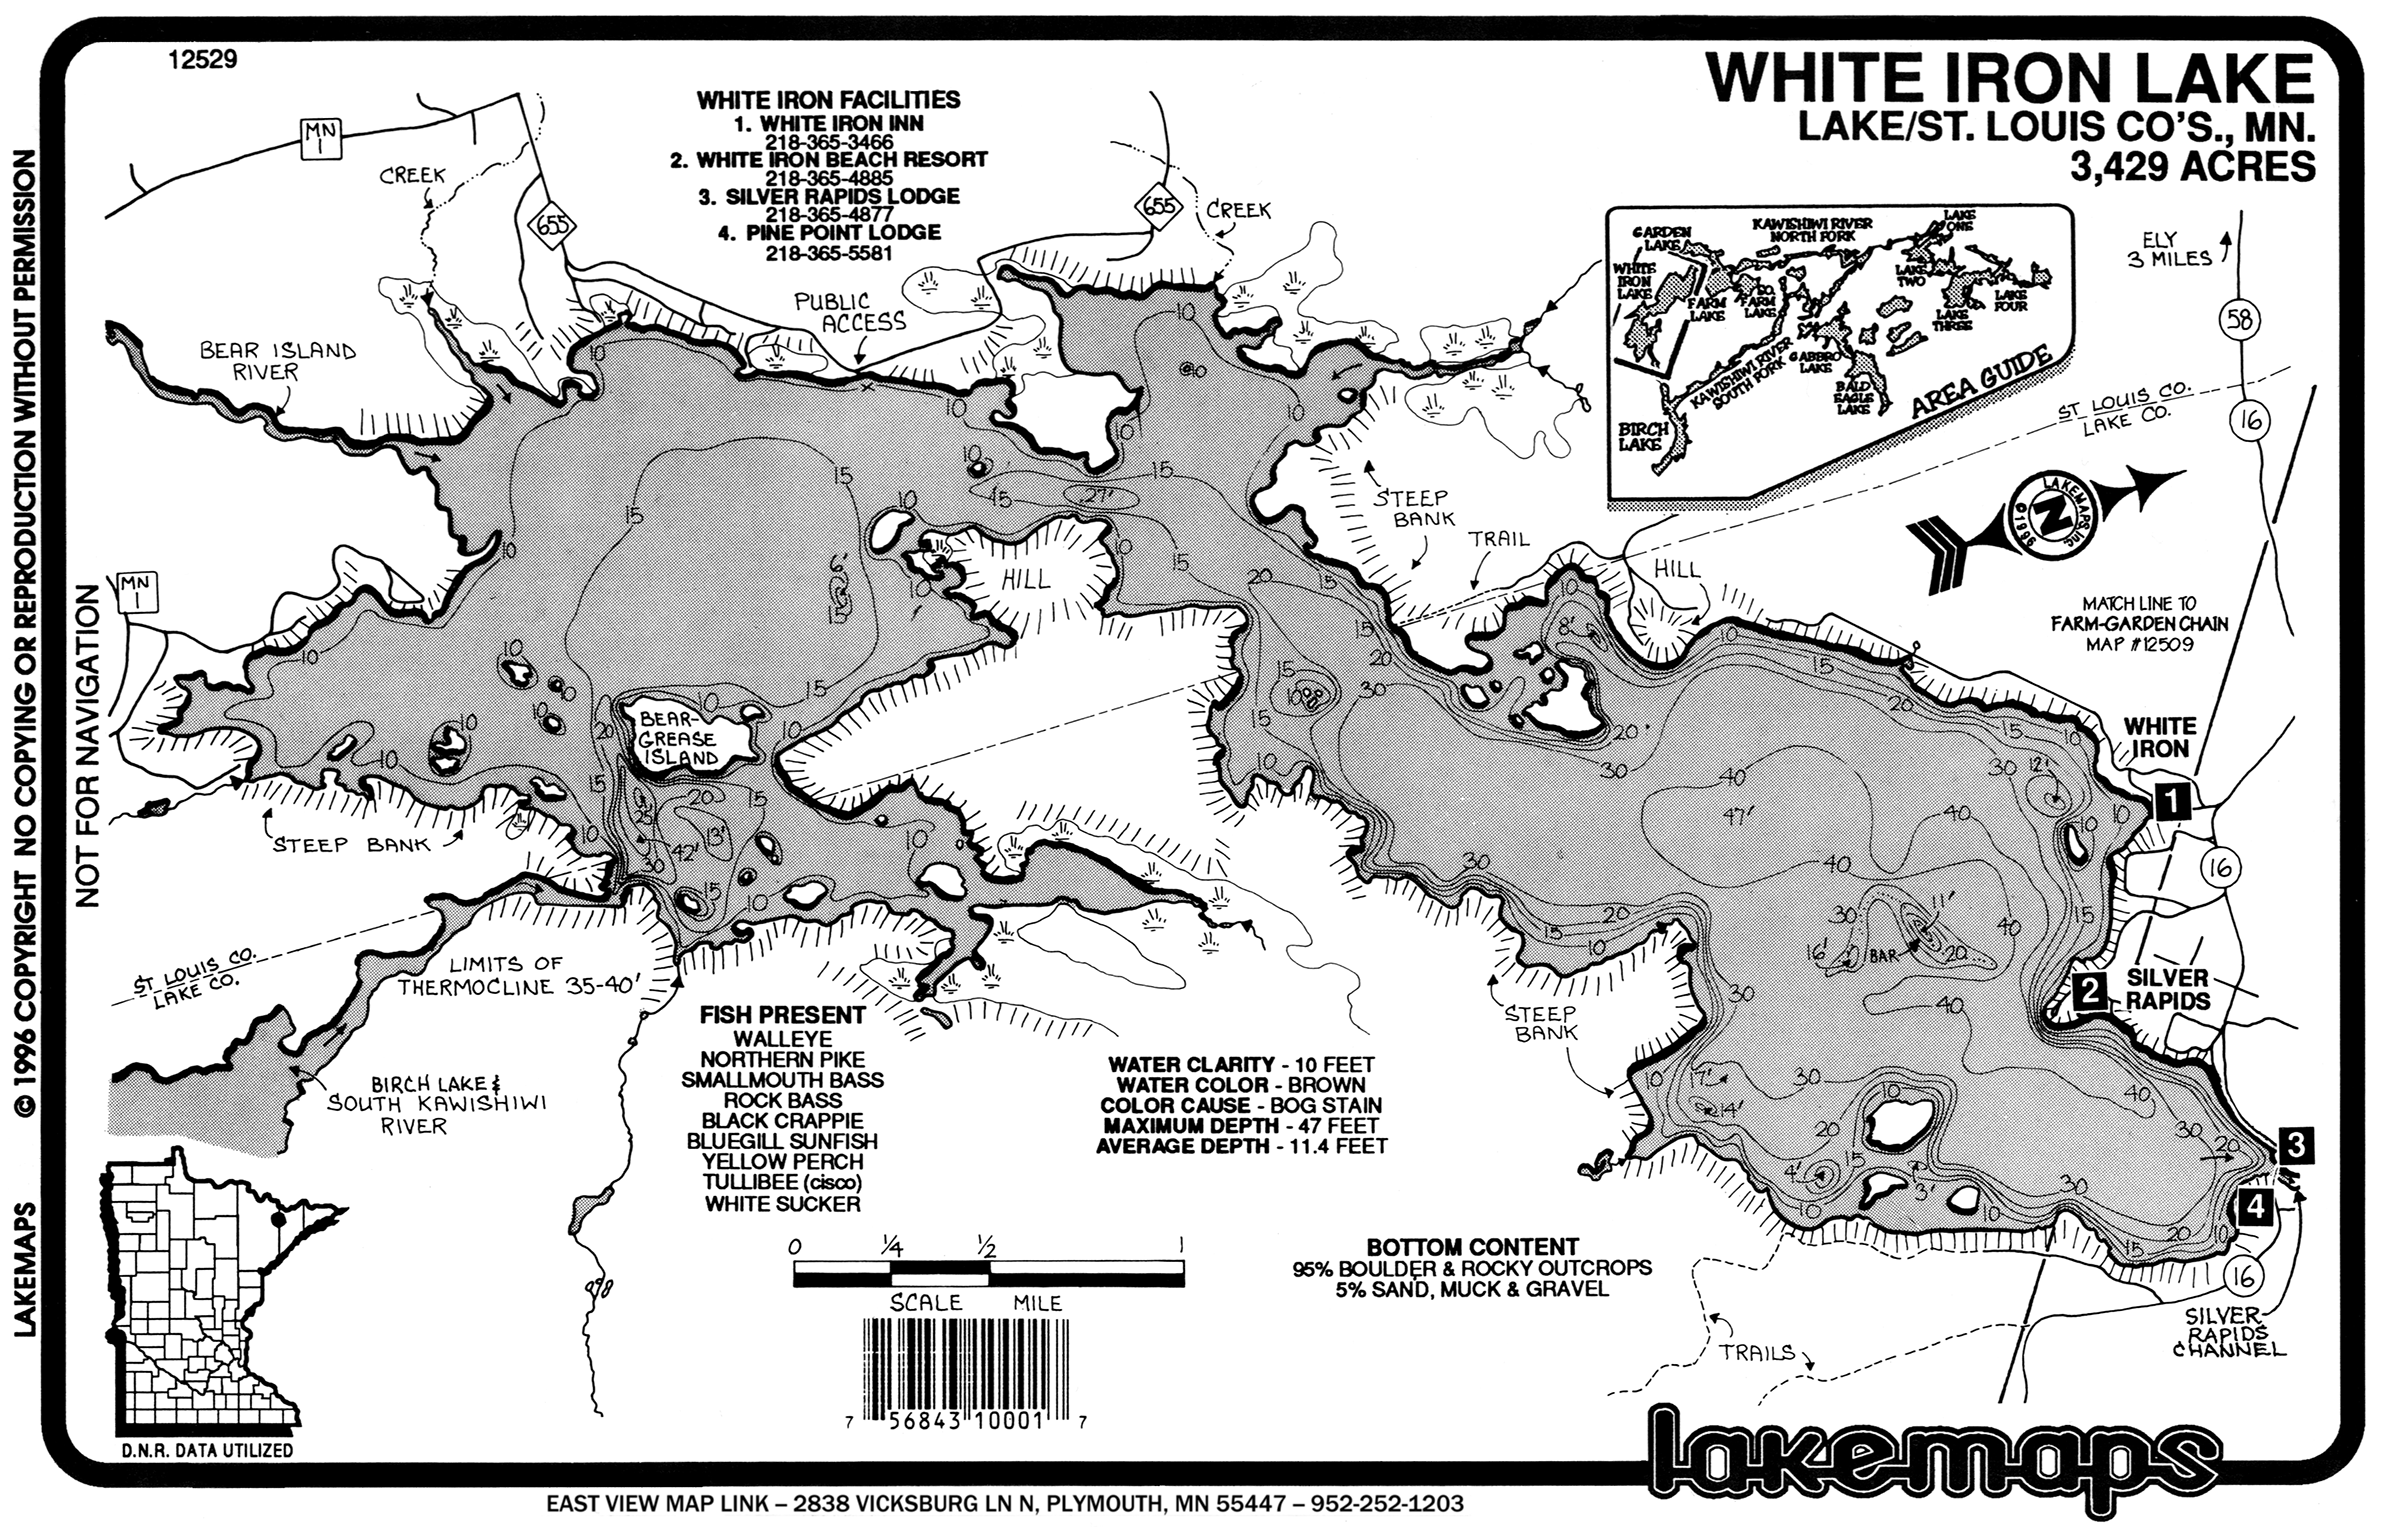 12529
WHITE IRON LAKE
LAKE/ST. LOUIS CO'S., MN.
3,429 ACRES
WHITE IRON FACILITIES
1. WHITE IRON INN
218-365-3466
2. WHITE IRON BEACH RESORT
218-365-4885
3. SILVER RAPIDS LODGE
218-365-4877
4. PINE POINT LODGE
218-365-5581
MN
1
CREEK
655
655
CREEK
PUBLIC
ACCESS
BEAR ISLAND
RIVER
GARDEN
LAKE
KAWISHIWI RIVER
NORTH FORK
LAKE
ONE
WHITE
IRON
LAKE
FARM
LAKE
SO.
FARM
LAKE
LAKE
TWO
LAKE
THREE
LAKE
FOUR
GABBRO
LAKE
BALD
EAGLE
LAKE
KAWISHIWI RIVER
SOUTH FORK
BIRCH
LAKE
AREA GUIDE
ELY
3 MILES
58
16
ST LOUIS CO.
LAKE CO.
STEEP
BANK
TRAIL
HILL
HILL
©1996
LAKEMAPS, Inc.
N
MATCH LINE TO
FARM-GARDEN CHAIN
MAP #12509
MN
1
10
10
10
10
10
15
15
15
27'
6'
15
20
30
40
47'
12'
8'
11'
16'
BAR
BEAR-
GREASE
ISLAND
20
25
13'
42'
30
15
10
17'
14'
4'
3'
WHITE
IRON
1
16
2
SILVER
RAPIDS
3
4
16
SILVER
RAPIDS
CHANNEL
STEEP BANK
ST LOUIS CO.
LAKE CO.
LIMITS OF
THERMOCLINE 35-40'
BIRCH LAKE &
SOUTH KAWISHIWI
RIVER
STEEP
BANK
TRAILS
FISH PRESENT
WALLEYE
NORTHERN PIKE
SMALLMOUTH BASS
ROCK BASS
BLACK CRAPPIE
BLUEGILL SUNFISH
YELLOW PERCH
TULLIBEE (cisco)
WHITE SUCKER
WATER CLARITY - 10 FEET
WATER COLOR - BROWN
COLOR CAUSE - BOG STAIN
MAXIMUM DEPTH - 47 FEET
AVERAGE DEPTH - 11.4 FEET
BOTTOM CONTENT
95% BOULDER & ROCKY OUTCROPS
5% SAND, MUCK & GRAVEL
0 1/4 1/2 1
SCALE MILE
7 56843 10001 7
D.N.R. DATA UTILIZED
lakemaps
EAST VIEW MAP LINK – 2838 VICKSBURG LN N, PLYMOUTH, MN 55447 – 952-252-1203
LAKEMAPS © 1996 COPYRIGHT NO COPYING OR REPRODUCTION WITHOUT PERMISSION
NOT FOR NAVIGATION